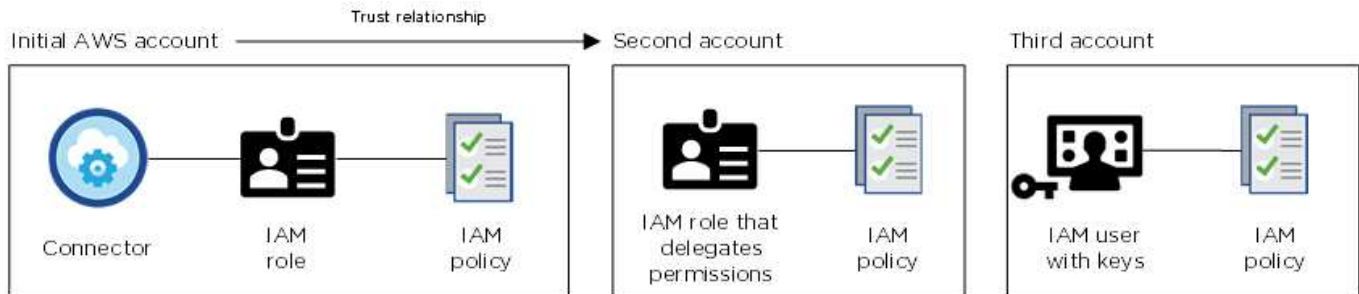 Trust relationship
Initial AWS account
Second account
Third account
Connector
IAM
role
IAM
policy
IAM role that
delegates
permissions
IAM
policy
IAM user
with keys
IAM
policy